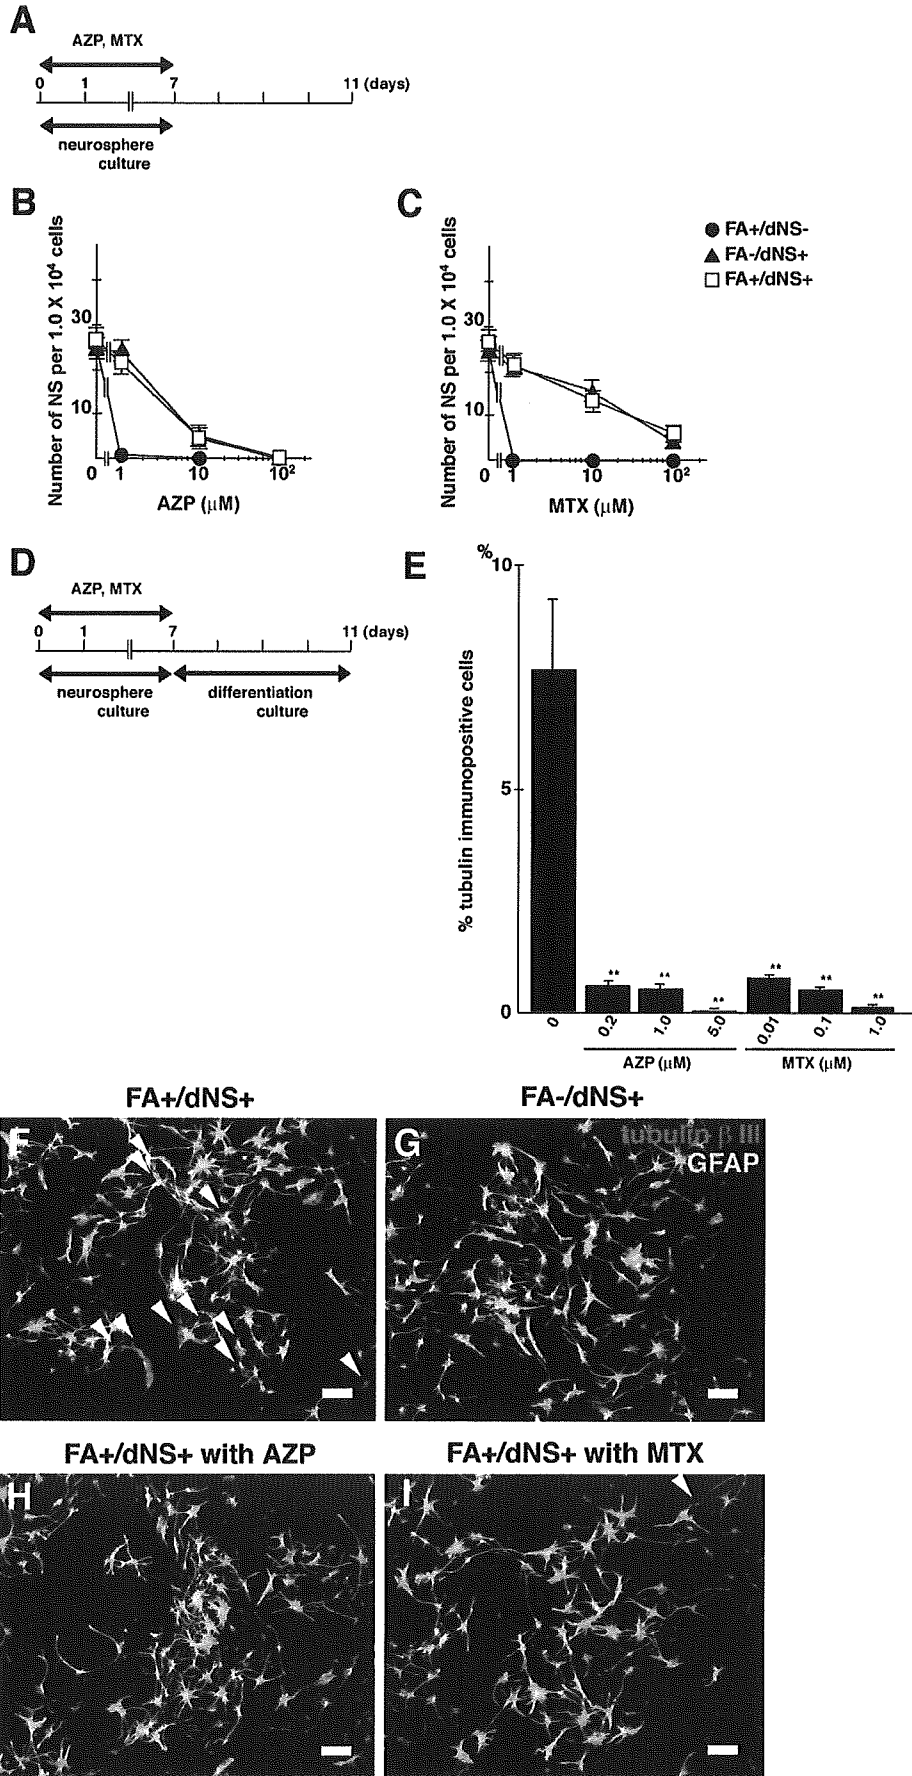 A
AZP, MTX
0 1 7 11 (days)
neurosphere
culture
B
Number of NS per 1.0 X 10⁴ cells
30
10
0 1 10 10²
AZP (μM)
C
Number of NS per 1.0 X 10⁴ cells
30
10
0 1 10 10²
MTX (μM)
FA+/dNS-
FA-/dNS+
FA+/dNS+
D
AZP, MTX
0 1 7 11 (days)
neurosphere
culture
differentiation
culture
E
%
10
5
0
% tubulin immunopositive cells
** ** ** ** ** **
0 0.2 1.0 5.0 0.01 0.1 1.0
AZP (μM) MTX (μM)
FA+/dNS+
FA-/dNS+
F
G
tubulin β III
GFAP
FA+/dNS+ with AZP
FA+/dNS+ with MTX
H
I